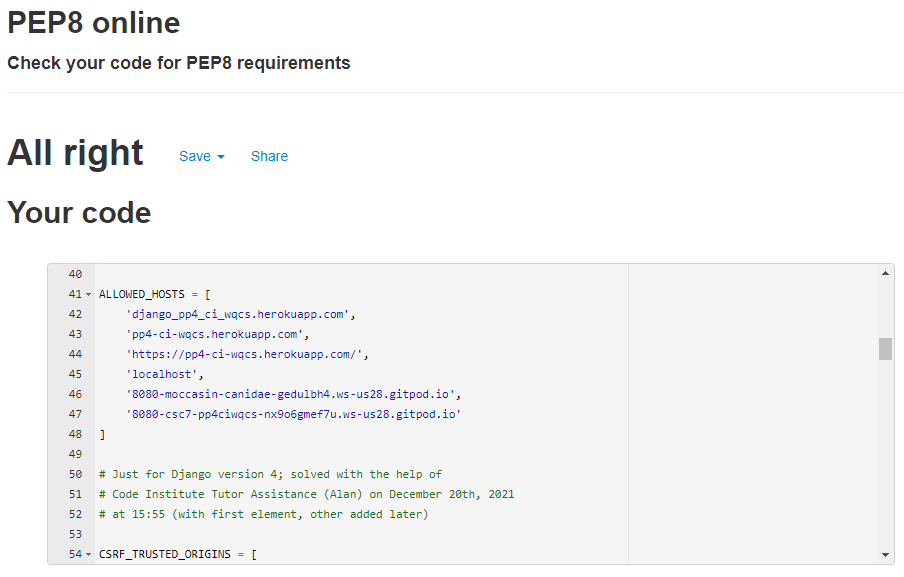 PEP8 online
Check your code for PEP8 requirements
All right Save Share
Your code
40
41 ALLOWED_HOSTS = [
42 'django_pp4_ci_wqcs.herokuapp.com',
43 'pp4-ci-wqcs.herokuapp.com',
44 'https://pp4-ci-wqcs.herokuapp.com/',
45 'localhost',
46 '8080-moccasin-canidae-gedulbh4.ws-us28.gitpod.io',
47 '8080-csc7-pp4ciwqcs-nx9o6gmef7u.ws-us28.gitpod.io'
48 ]
49
50 # Just for Django version 4; solved with the help of
51 # Code Institute Tutor Assistance (Alan) on December 20th, 2021
52 # at 15:55 (with first element, other added later)
53
54 CSRF_TRUSTED_ORIGINS = [